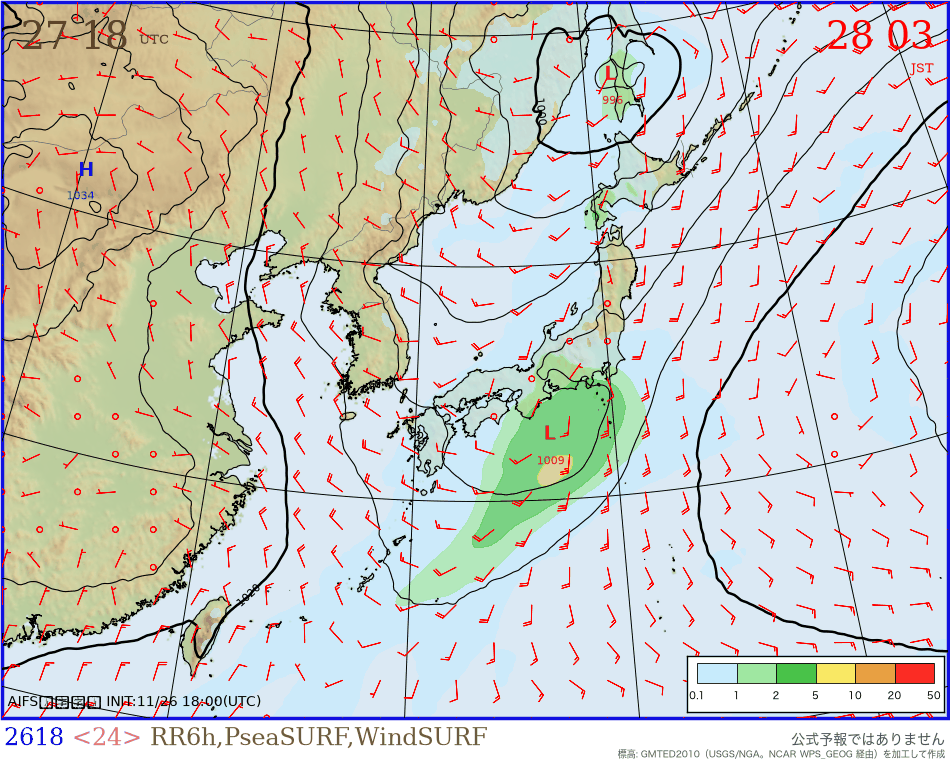 27 18 UTC
28 03
JST
L
996
1000
H
1034
L
1009
1020
AIFS INIT:11/26 18:00(UTC)
0.1 1 2 5 10 20 50
2618 <24> RR6h,PseaSURF,WindSURF
公式予報ではありません
標高: GMTED2010（USGS/NGA。NCAR WPS_GEOG 経由）を加工して作成